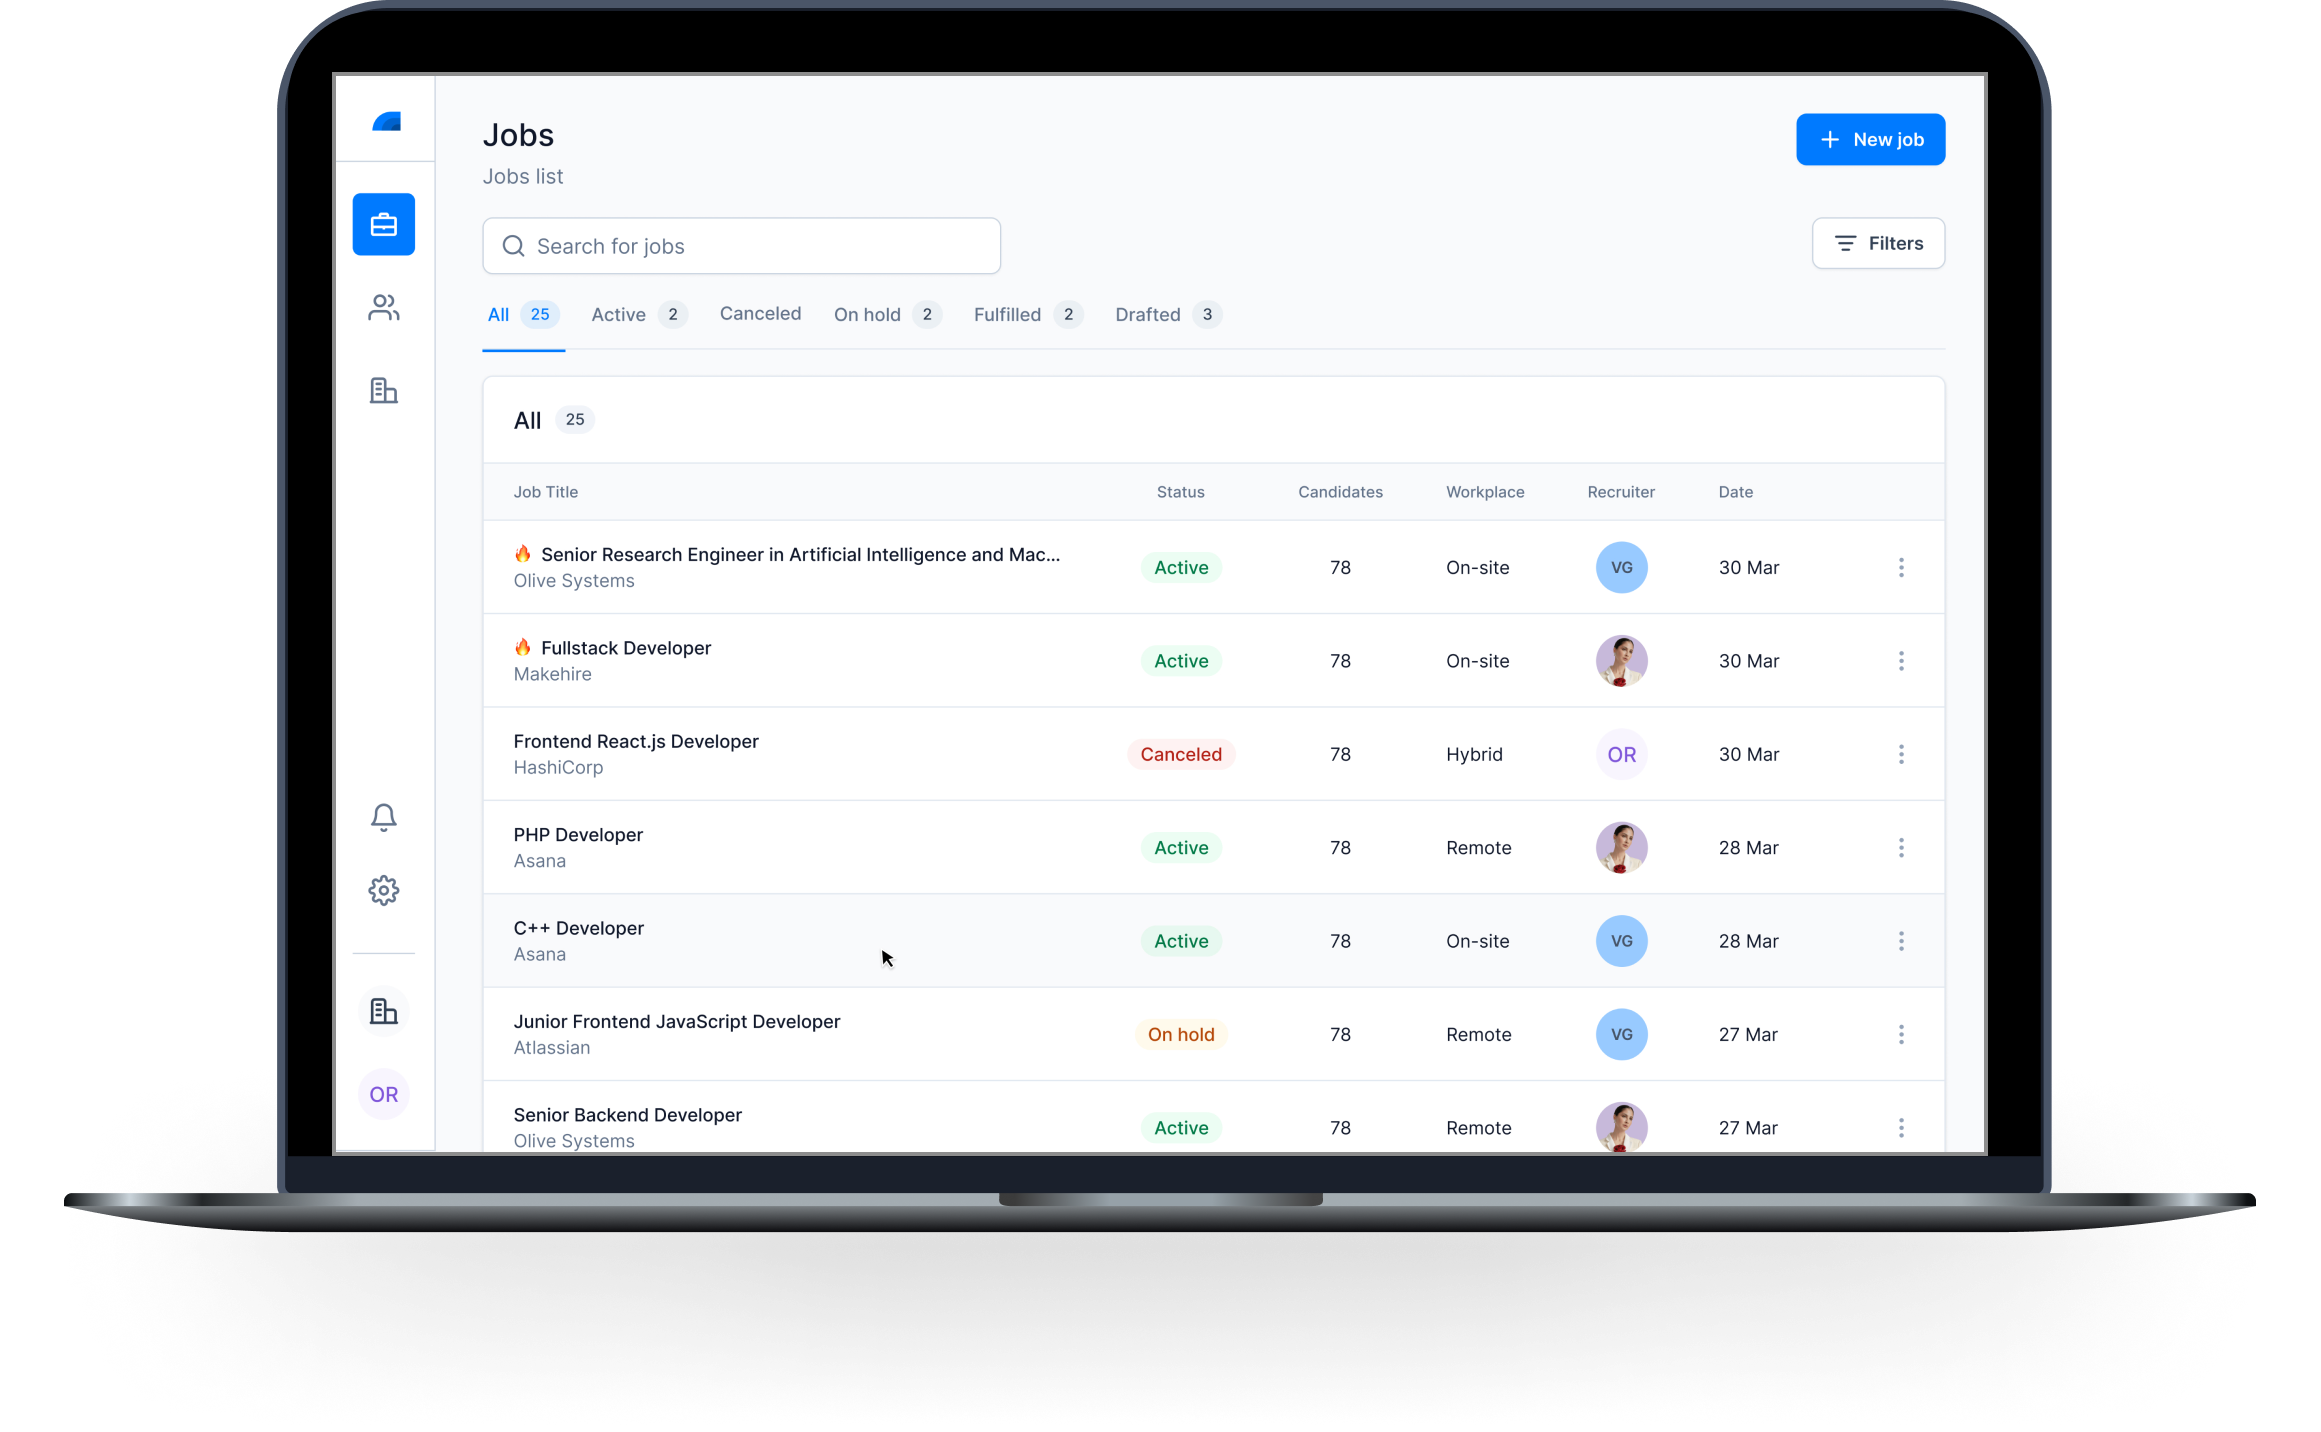 Jobs
Jobs list
New job
Search for jobs
Filters
All 25 Active 2 Canceled On hold 2 Fulfilled 2 Drafted 3
All 25
Job Title Status Candidates Workplace Recruiter Date
Senior Research Engineer in Artificial Intelligence and Mac...
Olive Systems
Active 78 On-site VG 30 Mar
Fullstack Developer
Makehire
Active 78 On-site 30 Mar
Frontend React.js Developer
HashiCorp
Canceled 78 Hybrid OR 30 Mar
PHP Developer
Asana
Active 78 Remote 28 Mar
C++ Developer
Asana
Active 78 On-site VG 28 Mar
Junior Frontend JavaScript Developer
Atlassian
On hold 78 Remote VG 27 Mar
Senior Backend Developer
Olive Systems
Active 78 Remote 27 Mar
OR